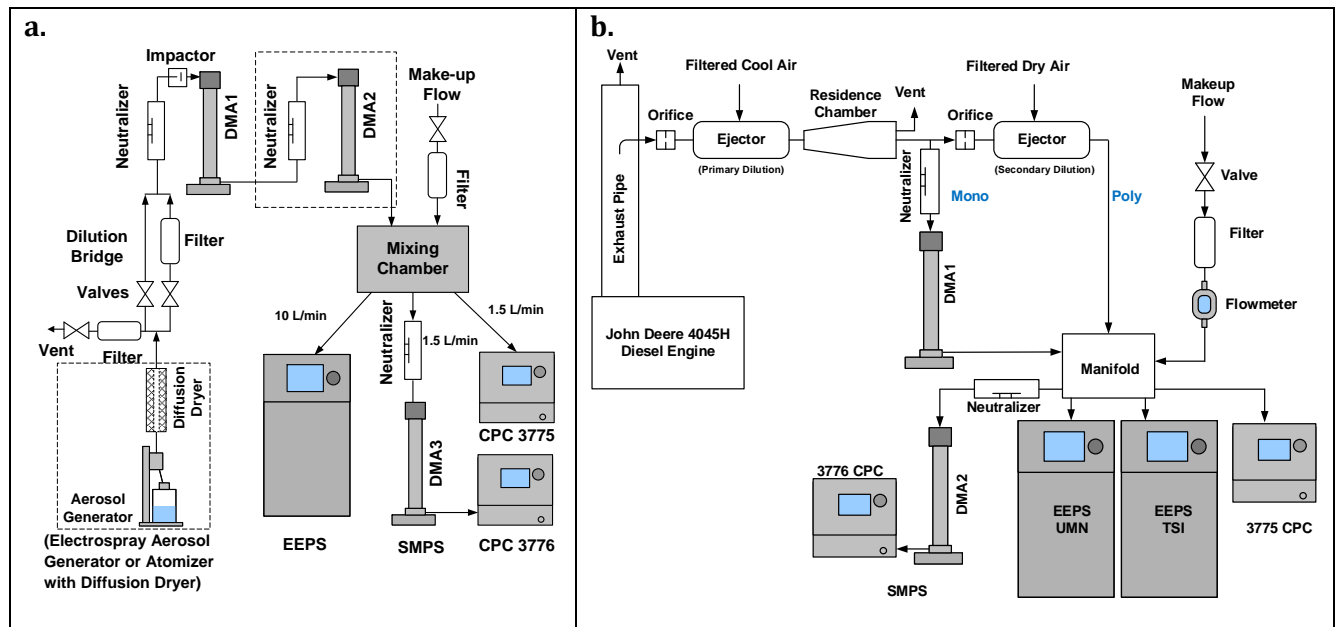 a.
Impactor
Neutralizer
DMA1
Neutralizer
DMA2
Make-up
Flow
Filter
Dilution
Bridge
Filter
Valves
Vent
Filter
Diffusion
Dryer
Aerosol
Generator
(Electrospray Aerosol
Generator or Atomizer
with Diffusion Dryer)
Mixing
Chamber
10 L/min
1.5 L/min
1.5 L/min
Neutralizer
DMA3
EEPS
SMPS
CPC 3775
CPC 3776
b.
Vent
Filtered Cool Air
Filtered Dry Air
Orifice
Ejector
(Primary Dilution)
Residence
Chamber
Vent
Orifice
Ejector
(Secondary Dilution)
Makeup
Flow
Valve
Filter
Flowmeter
Exhaust Pipe
Neutralizer
Mono
Poly
DMA1
John Deere 4045H
Diesel Engine
Manifold
Neutralizer
3776 CPC
DMA2
SMPS
EEPS
UMN
EEPS
TSI
3775 CPC